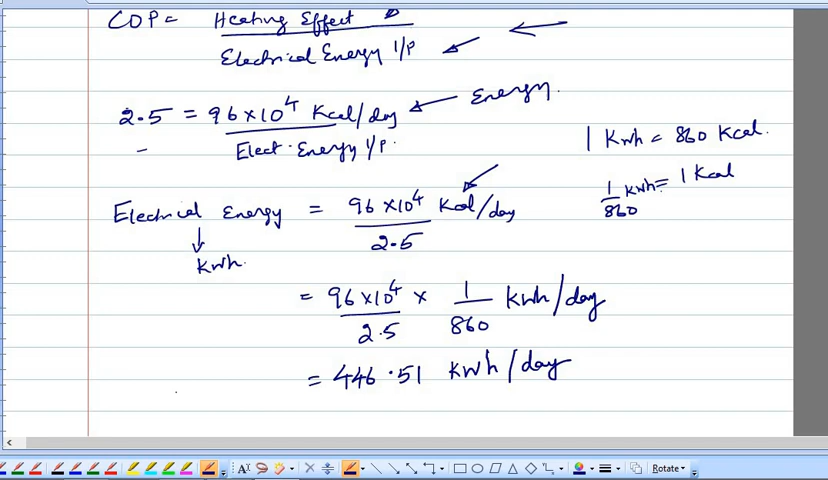 COP = Heating Effect
Electrical Energy I/P
2.5 = 96×10⁴ Kcal/day
Elect. Energy I/P.
Energy.
1 Kwh = 860 Kcal.
1/860 Kwh = 1 Kcal
Electrical Energy = 96×10⁴ Kcal/day
2.5
Kwh.
= 96×10⁴ × 1 Kwh/day
2.5 860
= 446.51 Kwh/day
Rotate